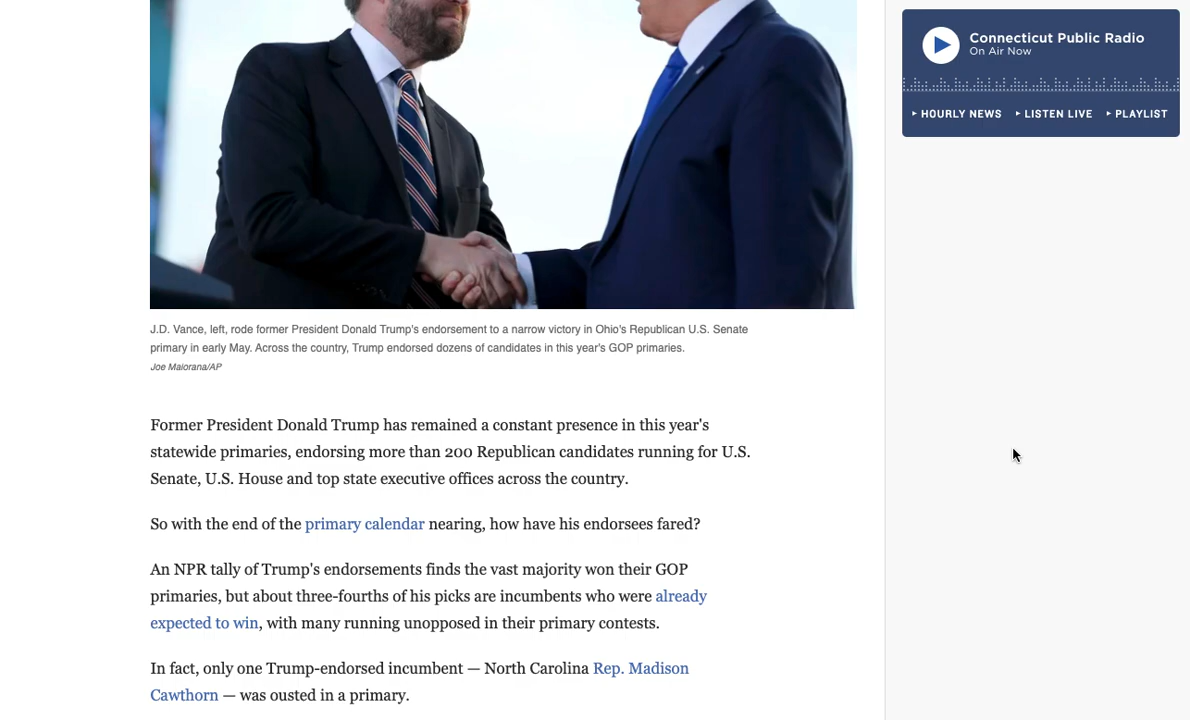 Connectcut Public Radio
On Air Now
HOURLY NEWS LISTEN LIVE PLAYLIST
J.D. Vance, left, rode former President Donald Trump's endorsement to a narrow victory in Ohio's Republican U.S. Senate
primary in early May. Across the country, Trump endorsed dozens of candidates in this year's GOP primaries.
Joe Maiorana/AP
Former President Donald Trump has remained a constant presence in this year's
statewide primaries, endorsing more than 200 Republican candidates running for U.S.
Senate, U.S. House and top state executive offices across the country.
So with the end of the primary calendar nearing, how have his endorsees fared?
An NPR tally of Trump's endorsements finds the vast majority won their GOP
primaries, but about three-fourths of his picks are incumbents who were already
expected to win, with many running unopposed in their primary contests.
In fact, only one Trump-endorsed incumbent — North Carolina Rep. Madison
Cawthorn — was ousted in a primary.